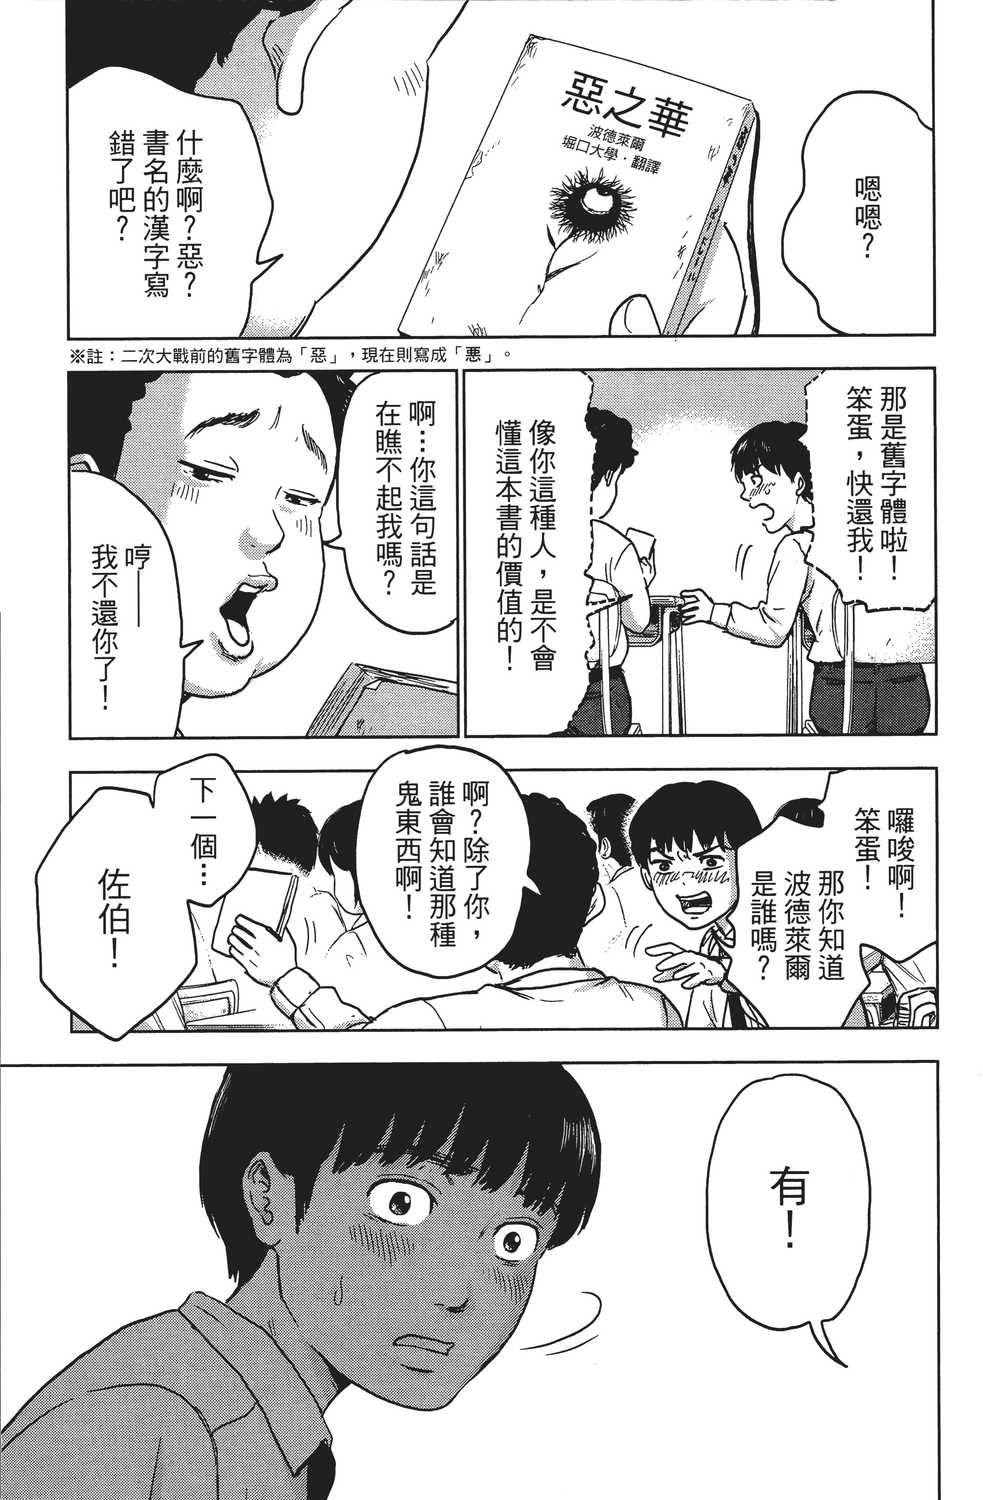 嗯嗯？
惡之華
波德萊爾
堀口大學・翻譯
什麼啊？惡？
書名的漢字寫
錯了吧？
※註：二次大戰前的舊字體為「惡」，現在則寫成「悪」。
那是舊字體啦！
笨蛋，快還我！
像你這種人，是不會
懂這本書的價值的！
啊…你這句話是
在瞧不起我嗎？
哼——
我不還你了！
囉唆啊！
笨蛋！
那你知道
波德萊爾
是誰嗎？
啊？除了你，
誰會知道那種
鬼東西啊！
下一個…
佐伯！
有！